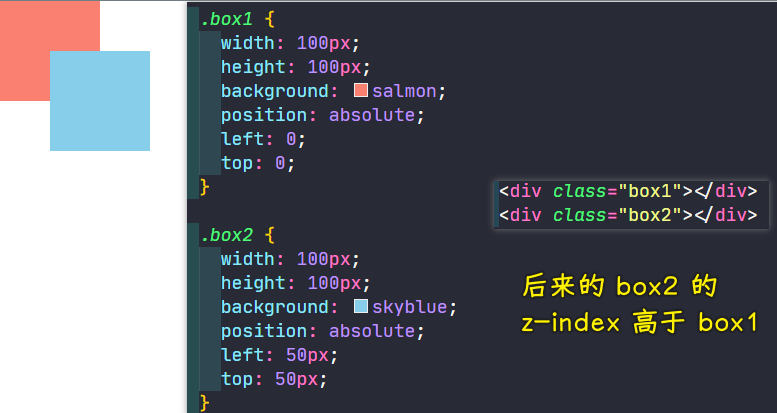 .box1 {
  width: 100px;
  height: 100px;
  background: salmon;
  position: absolute;
  left: 0;
  top: 0;
}
<div class="box1"></div>
<div class="box2"></div>
.box2 {
  width: 100px;
  height: 100px;
  background: skyblue;
  position: absolute;
  left: 50px;
  top: 50px;
}
后来的 box2 的
z-index 高于 box1